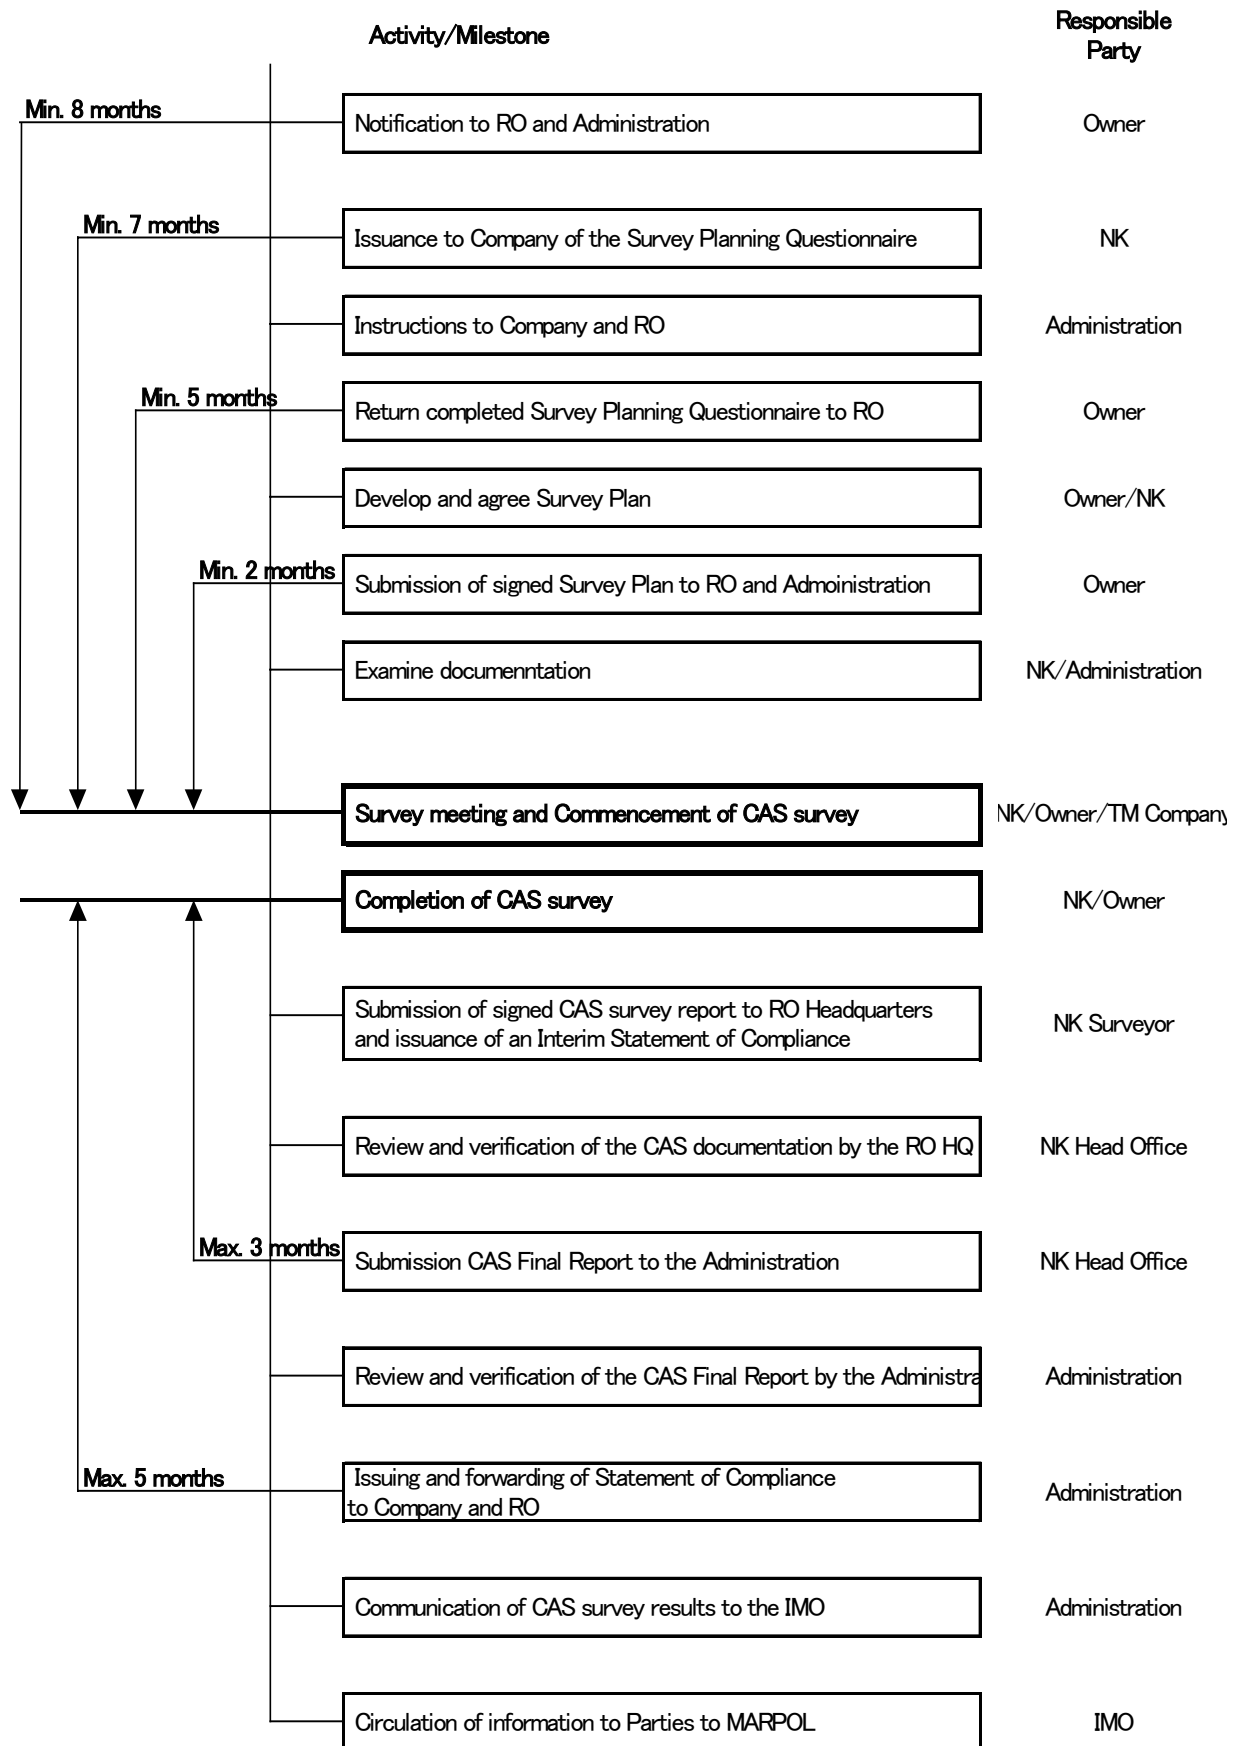 Activity/Milestone
Responsible
Party
Min. 8 months
Notification to RO and Administration
Owner
Min. 7 months
Issuance to Company of the Survey Planning Questionnaire
NK
Instructions to Company and RO
Administration
Min. 5 months
Return completed Survey Planning Questionnaire to RO
Owner
Develop and agree Survey Plan
Owner/NK
Min. 2 months
Submission of signed Survey Plan to RO and Admoinistration
Owner
Examine documenntation
NK/Administration
Survey meeting and Commencement of CAS survey
NK/Owner/TM Company
Completion of CAS survey
NK/Owner
Submission of signed CAS survey report to RO Headquarters
and issuance of an Interim Statement of Compliance
NK Surveyor
Review and verification of the CAS documentation by the RO HQ
NK Head Office
Max. 3 months
Submission CAS Final Report to the Administration
NK Head Office
Review and verification of the CAS Final Report by the Administra
Administration
Max. 5 months
Issuing and forwarding of Statement of Compliance
to Company and RO
Administration
Communication of CAS survey results to the IMO
Administration
Circulation of information to Parties to MARPOL
IMO